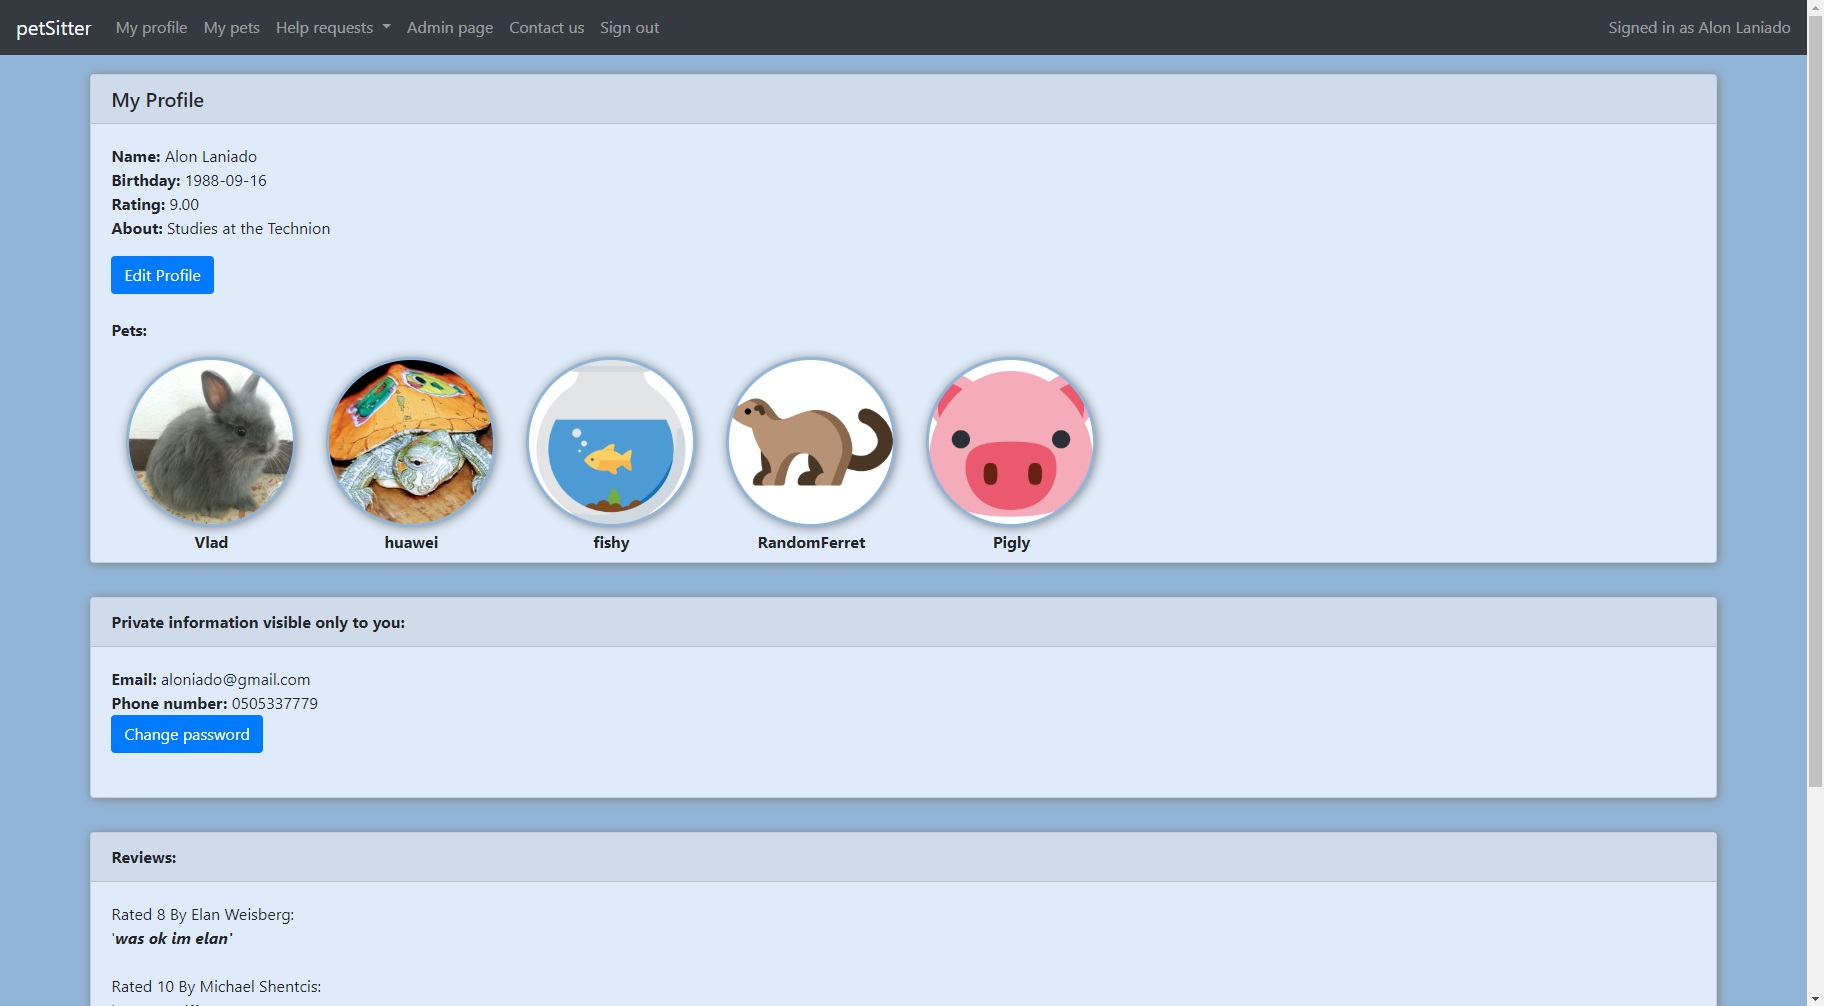 petSitter My profile My pets Help requests Admin page Contact us Sign out Signed in as Alon Laniado
My Profile
Name: Alon Laniado
Birthday: 1988-09-16
Rating: 9.00
About: Studies at the Technion
Edit Profile
Pets:
Vlad huawei fishy RandomFerret Pigly
Private information visible only to you:
Email: aloniado@gmail.com
Phone number: 0505337779
Change password
Reviews:
Rated 8 By Elan Weisberg:
'was ok im elan'
Rated 10 By Michael Shentcis: